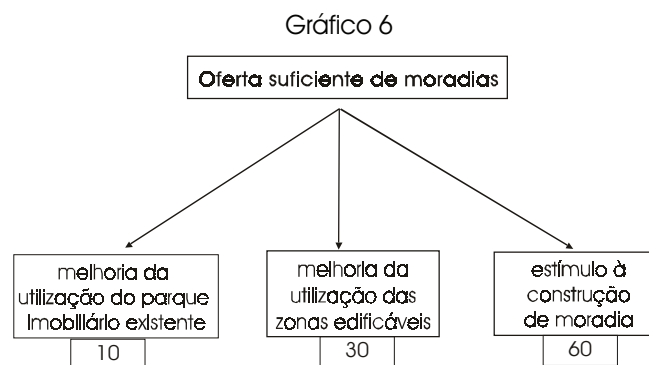 Gráfico 6
Oferta suficiente de moradias
melhoria da
utilização do parque
imobiliário existente
10
melhoria da
utilização das
zonas edificáveis
30
estímulo à
construção
de moradia
60